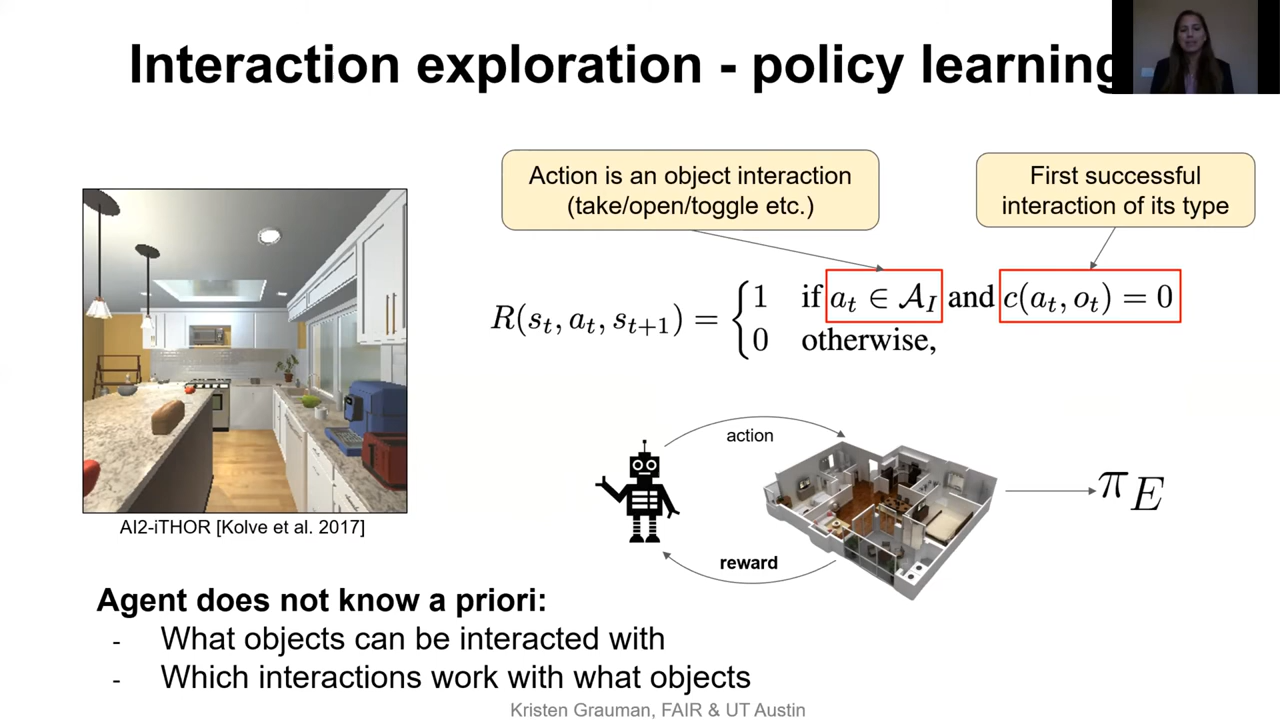 Interaction exploration - policy learning
Action is an object interaction
(take/open/toggle etc.)
First successful
interaction of its type
R(s_t, a_t, s_{t+1}) = { 1 if a_t ∈ A_I and c(a_t, o_t) = 0
0 otherwise,
action
reward
π_E
AI2-iTHOR [Kolve et al. 2017]
Agent does not know a priori:
- What objects can be interacted with
- Which interactions work with what objects
Kristen Grauman, FAIR & UT Austin